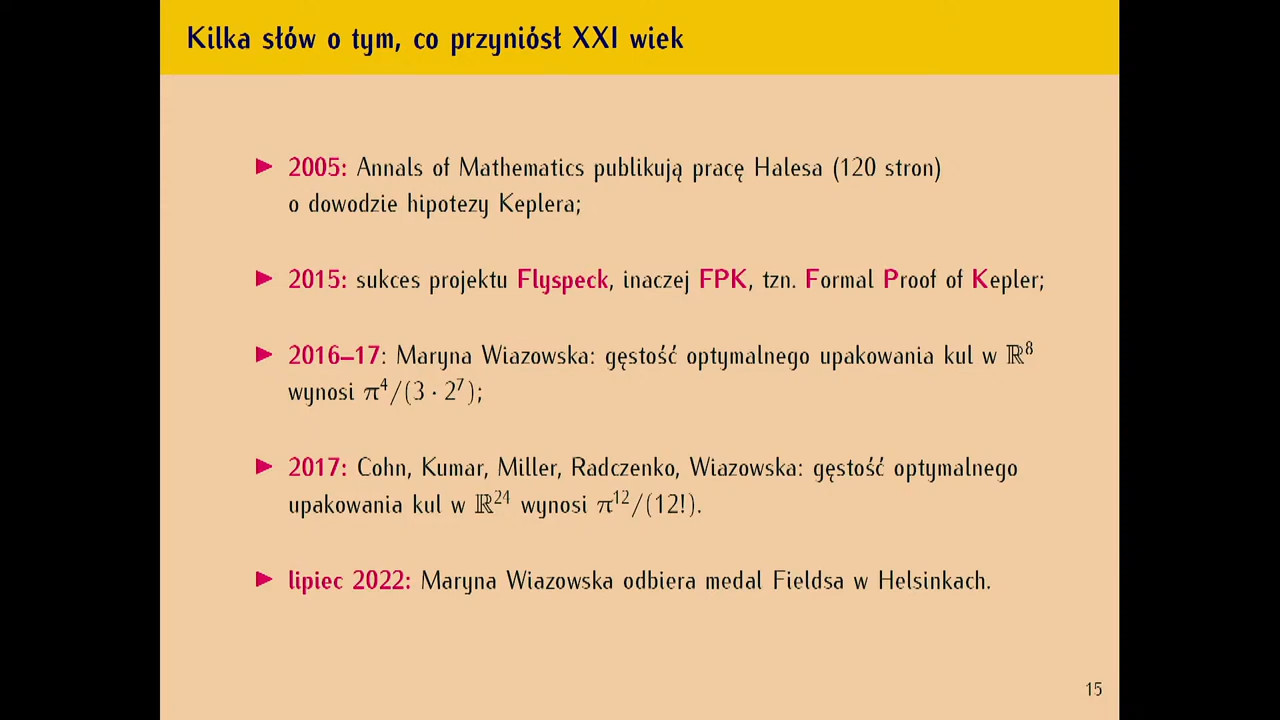 Kilka słów o tym, co przyniósł XXI wiek
▶ 2005: Annals of Mathematics publikują pracę Halesa (120 stron)
o dowodzie hipotezy Keplera;
▶ 2015: sukces projektu Flyspeck, inaczej FPK, tzn. Formal Proof of Kepler;
▶ 2016–17: Maryna Wiazowska: gęstość optymalnego upakowania kul w ℝ⁸
wynosi π⁴/(3 · 2⁷);
▶ 2017: Cohn, Kumar, Miller, Radczenko, Wiazowska: gęstość optymalnego
upakowania kul w ℝ²⁴ wynosi π¹²/(12!).
▶ lipiec 2022: Maryna Wiazowska odbiera medal Fieldsa w Helsinkach.
15